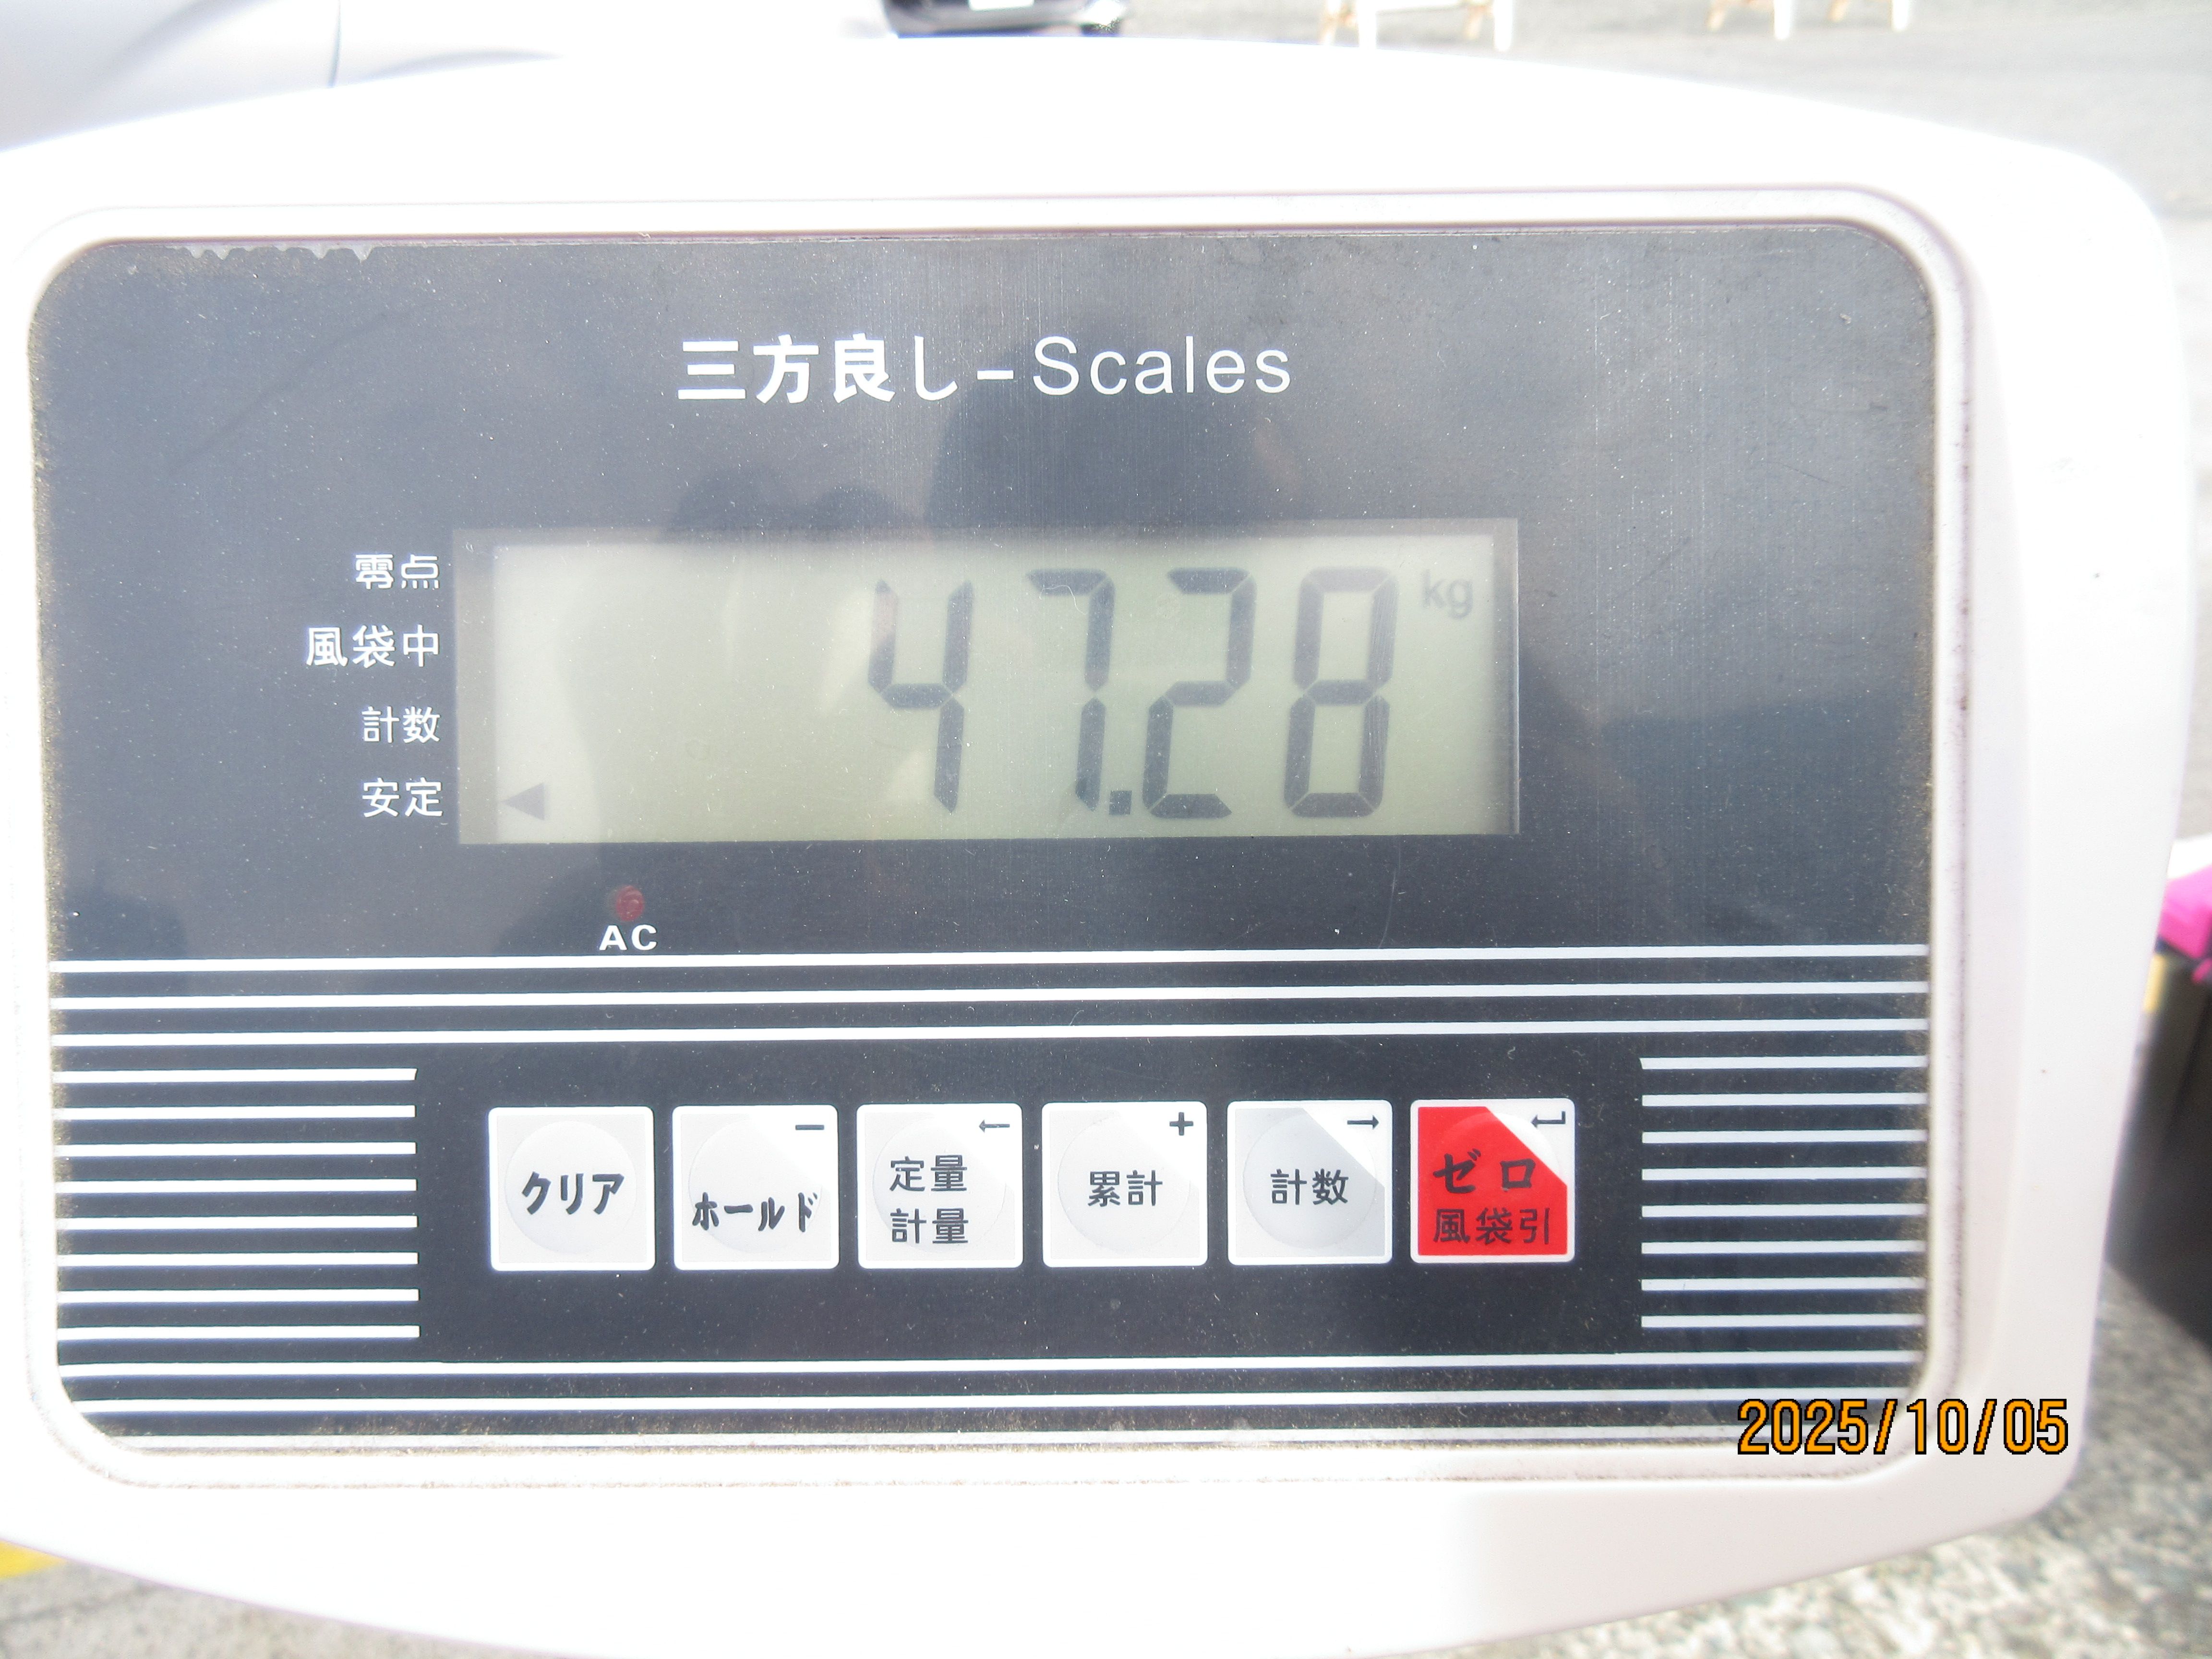 三方良し-Scales
零点
風袋中
計数
安定
47.28 kg
AC
クリア
−
ホールド
←
定量
計量
+
累計
→
計数
↵
ゼロ
風袋引
2025/10/05